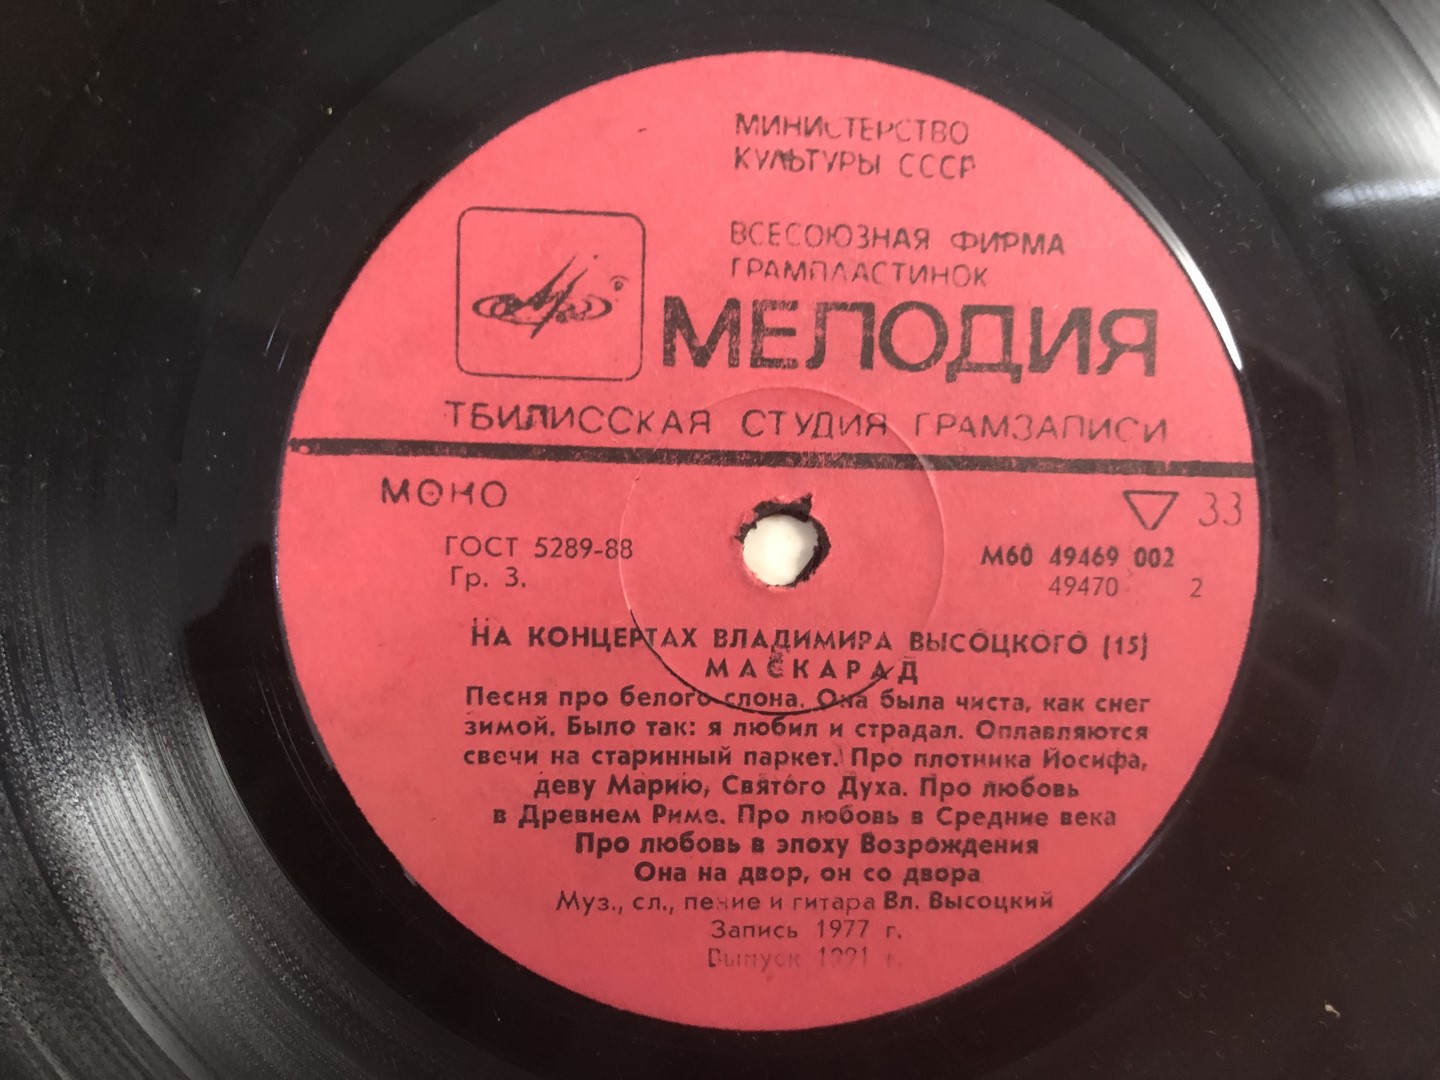 МИНИСТЕРСТВО
КУЛЬТУРЫ СССР
ВСЕСОЮЗНАЯ ФИРМА
ГРАМПЛАСТИНОК
МЕЛОДИЯ
ТБИЛИССКАЯ СТУДИЯ ГРАМЗАПИСИ
МОНО
33
ГОСТ 5289-88
Гр. 3.
М60 49469 002
49470 2
НА КОНЦЕРТАХ ВЛАДИМИРА ВЫСОЦКОГО (15)
МАСКАРАД
Песня про белого слона. Она была чиста, как снег
зимой. Было так: я любил и страдал. Оплавляются
свечи на старинный паркет. Про плотника Йосифа,
деву Марию, Святого Духа. Про любовь
в Древнем Риме. Про любовь в Средние века
Про любовь в эпоху Возрождения
Она на двор, он со двора
Муз., сл., пение и гитара Вл. Высоцкий
Запись 1977 г.
Выпуск 1991 г.